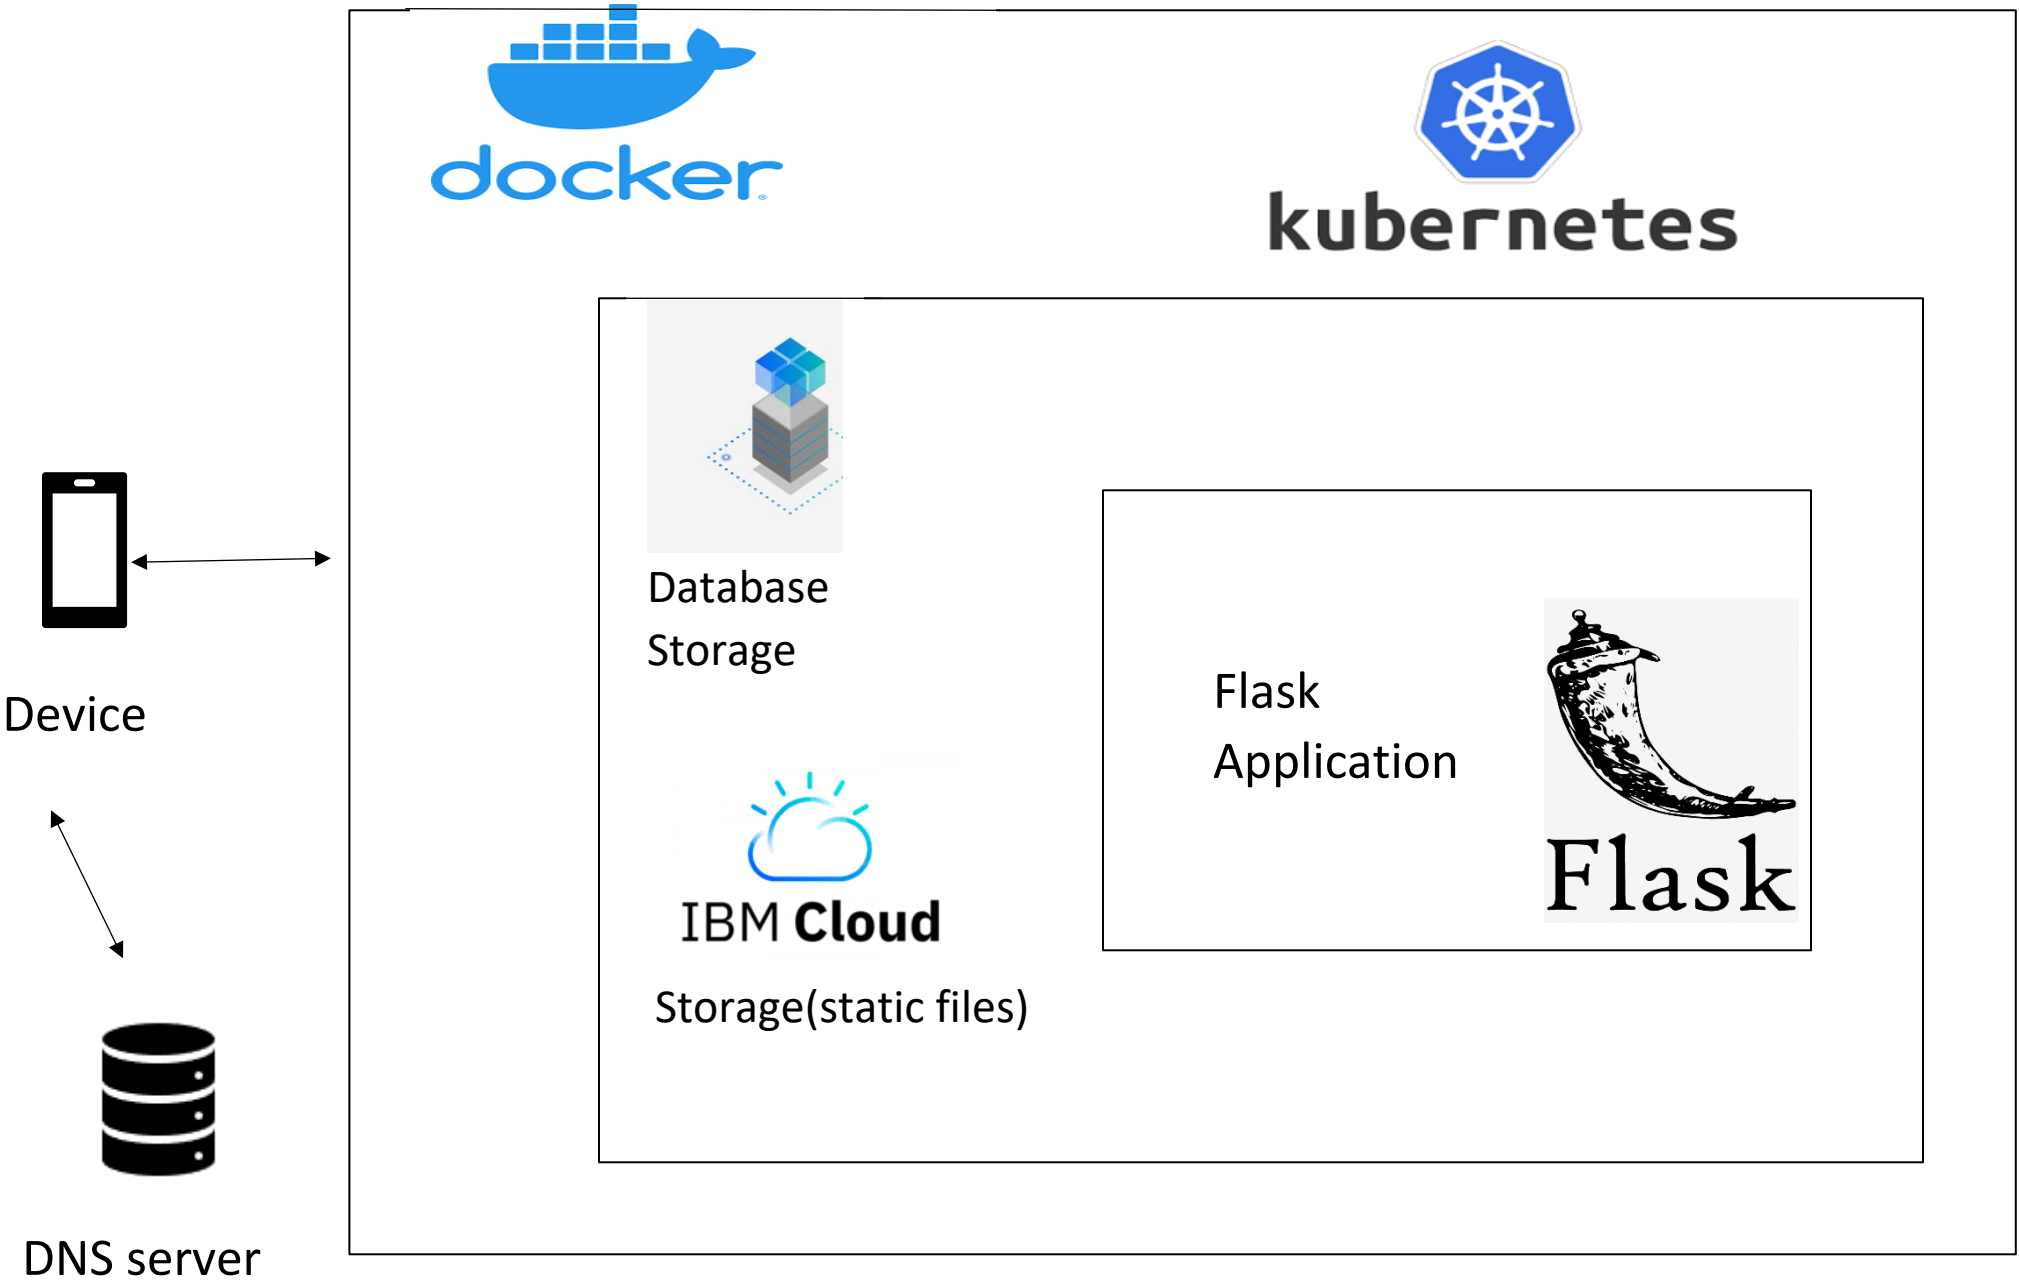 docker
kubernetes
Database
Storage
Device
Flask
Application
Flask
IBM Cloud
Storage(static files)
DNS server